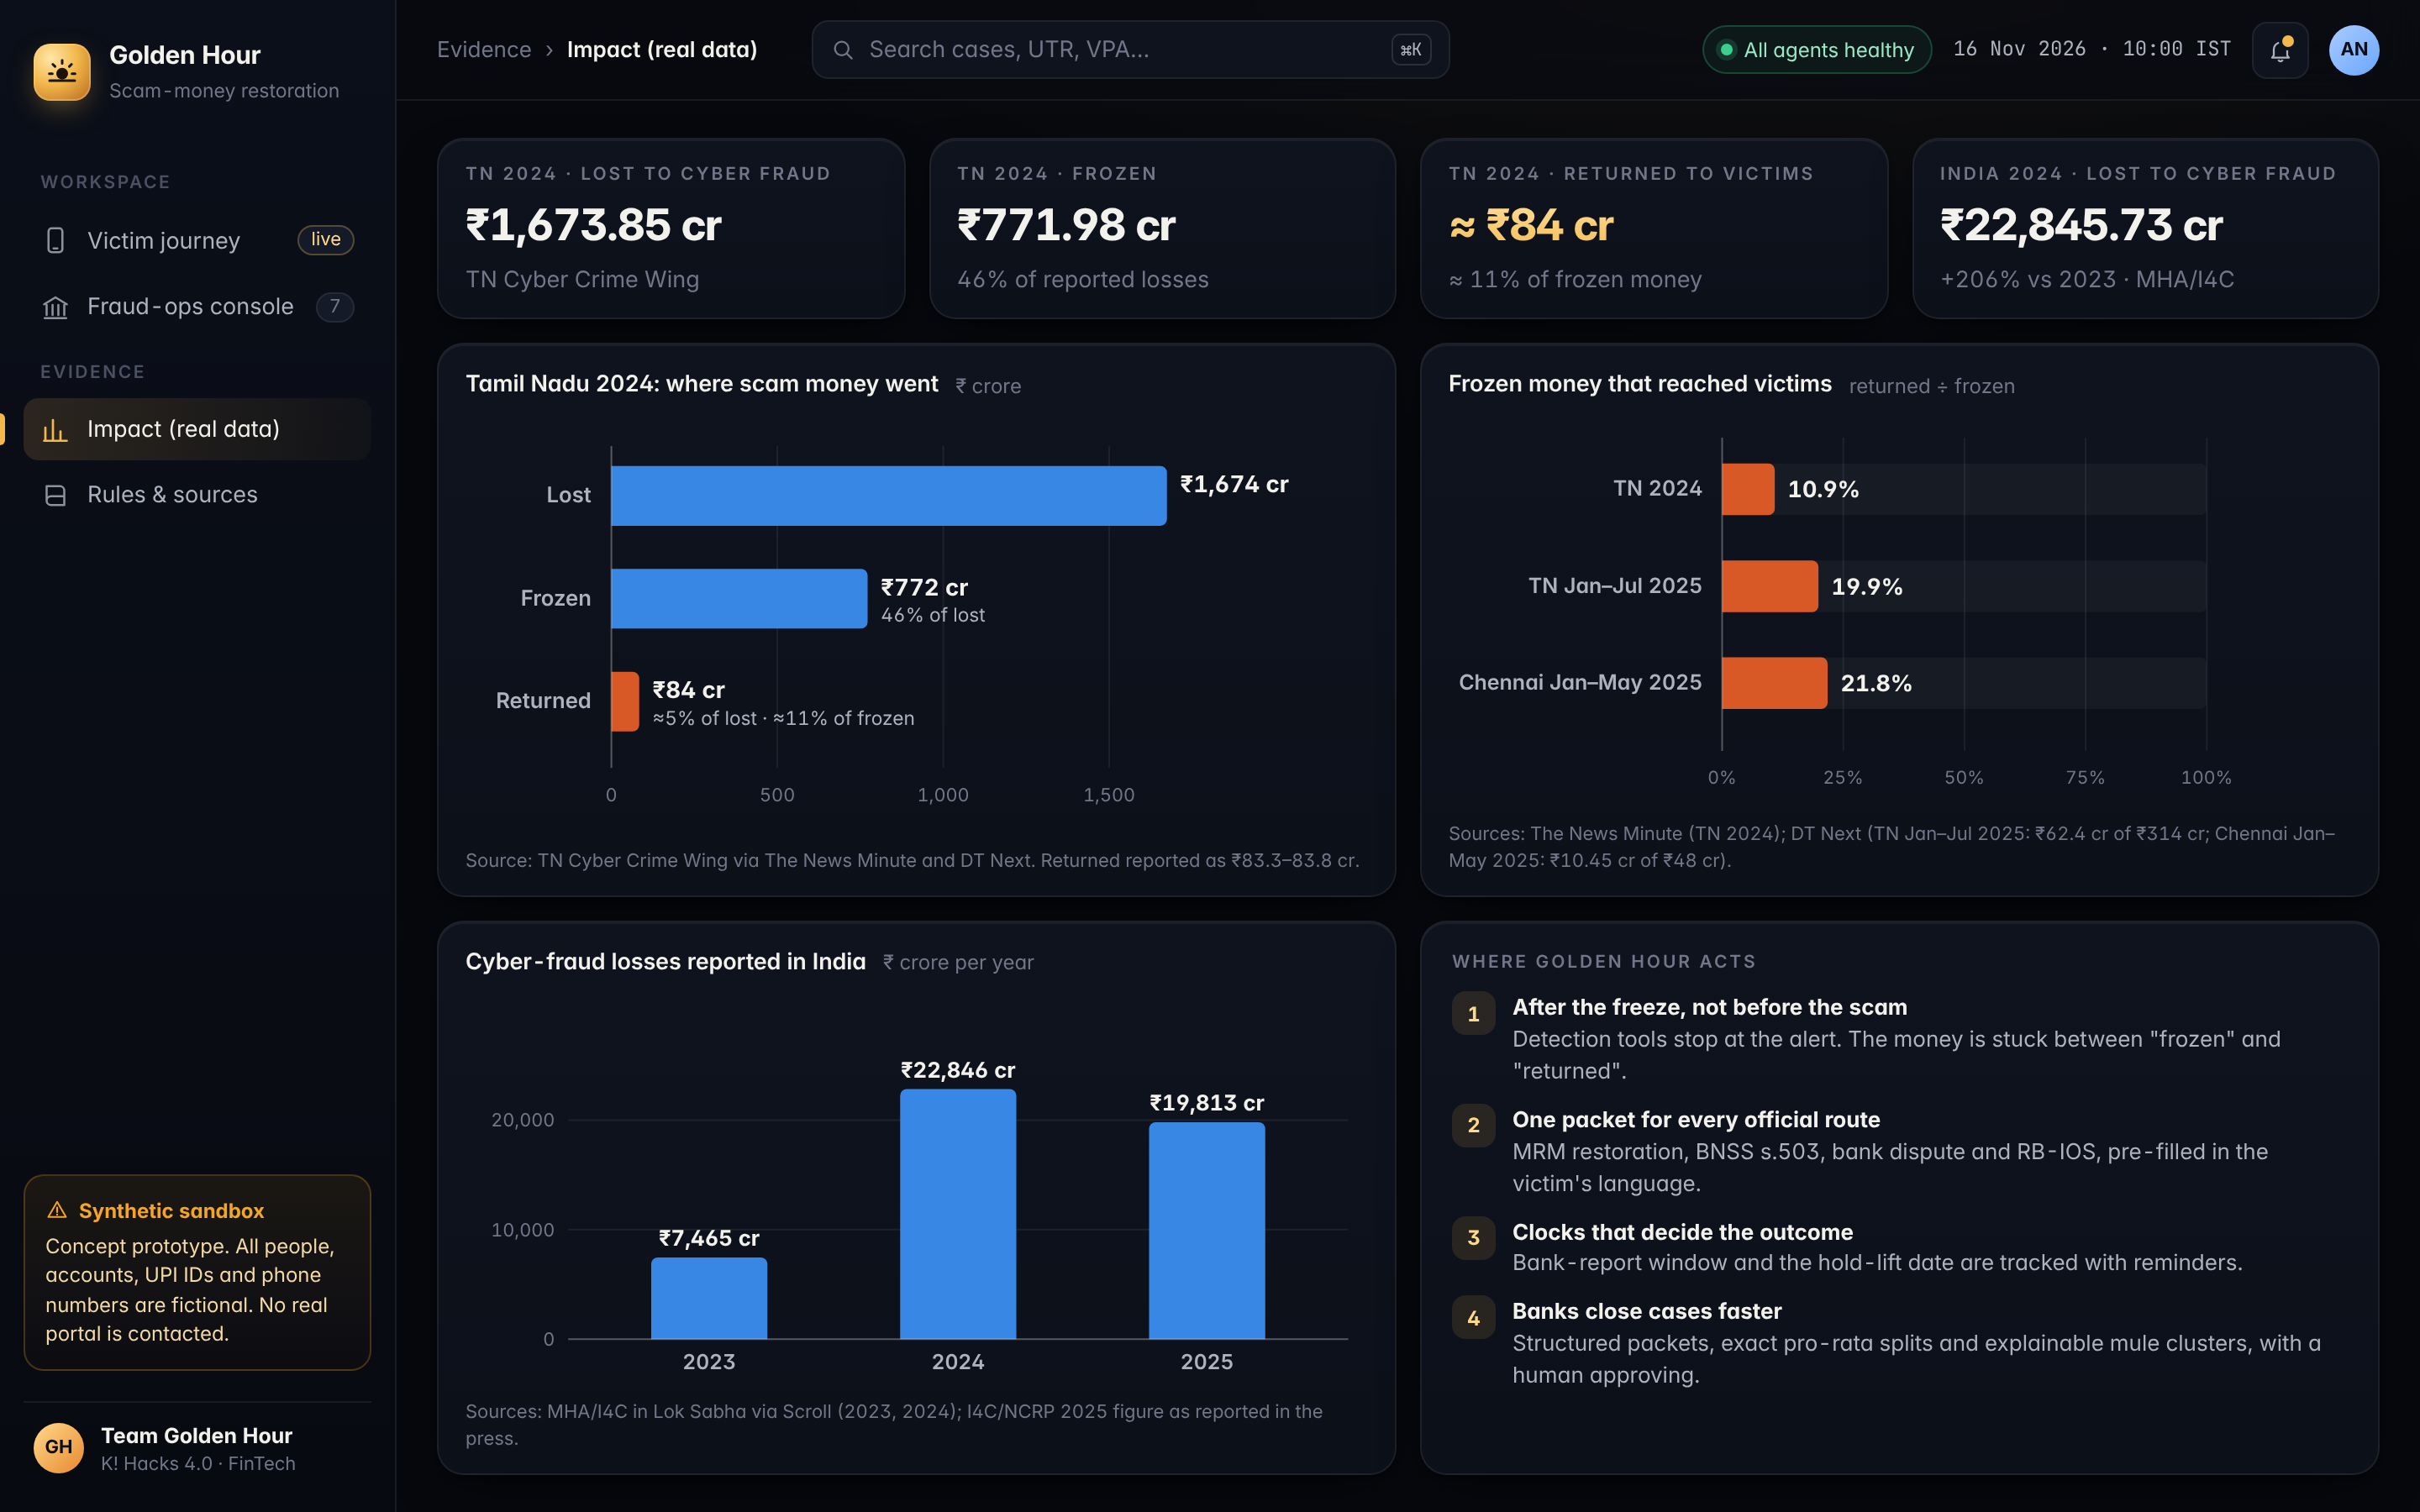 Golden Hour
Scam-money restoration
WORKSPACE
Victim journey
live
Fraud-ops console
7
EVIDENCE
Impact (real data)
Rules & sources
Synthetic sandbox
Concept prototype. All people,
accounts, UPI IDs and phone
numbers are fictional. No real
portal is contacted.
GH
Team Golden Hour
K! Hacks 4.0 · FinTech
Evidence › Impact (real data)
Search cases, UTR, VPA...
⌘K
All agents healthy
16 Nov 2026 · 10:00 IST
AN
TN 2024 · LOST TO CYBER FRAUD
₹1,673.85 cr
TN Cyber Crime Wing
TN 2024 · FROZEN
₹771.98 cr
46% of reported losses
TN 2024 · RETURNED TO VICTIMS
≈ ₹84 cr
≈ 11% of frozen money
INDIA 2024 · LOST TO CYBER FRAUD
₹22,845.73 cr
+206% vs 2023 · MHA/I4C
Tamil Nadu 2024: where scam money went ₹ crore
Lost
₹1,674 cr
Frozen
₹772 cr
46% of lost
Returned
₹84 cr
≈5% of lost · ≈11% of frozen
0 500 1,000 1,500
Source: TN Cyber Crime Wing via The News Minute and DT Next. Returned reported as ₹83.3–83.8 cr.
Frozen money that reached victims returned ÷ frozen
TN 2024
10.9%
TN Jan–Jul 2025
19.9%
Chennai Jan–May 2025
21.8%
0% 25% 50% 75% 100%
Sources: The News Minute (TN 2024); DT Next (TN Jan–Jul 2025: ₹62.4 cr of ₹314 cr; Chennai Jan–
May 2025: ₹10.45 cr of ₹48 cr).
Cyber-fraud losses reported in India ₹ crore per year
20,000
10,000
0
₹7,465 cr
₹22,846 cr
₹19,813 cr
2023 2024 2025
Sources: MHA/I4C in Lok Sabha via Scroll (2023, 2024); I4C/NCRP 2025 figure as reported in the
press.
WHERE GOLDEN HOUR ACTS
1
After the freeze, not before the scam
Detection tools stop at the alert. The money is stuck between "frozen" and
"returned".
2
One packet for every official route
MRM restoration, BNSS s.503, bank dispute and RB-IOS, pre-filled in the
victim's language.
3
Clocks that decide the outcome
Bank-report window and the hold-lift date are tracked with reminders.
4
Banks close cases faster
Structured packets, exact pro-rata splits and explainable mule clusters, with a
human approving.